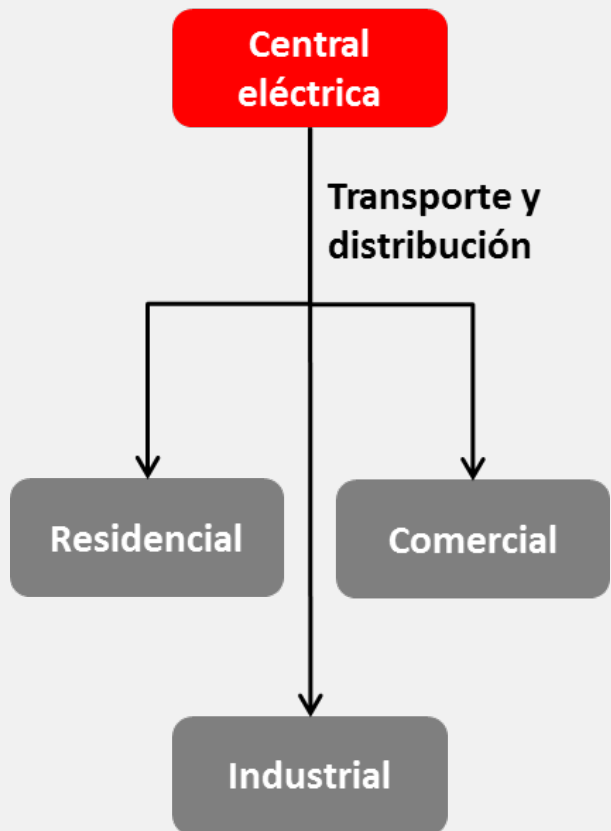 Central
eléctrica
Transporte y
distribución
Residencial
Comercial
Industrial